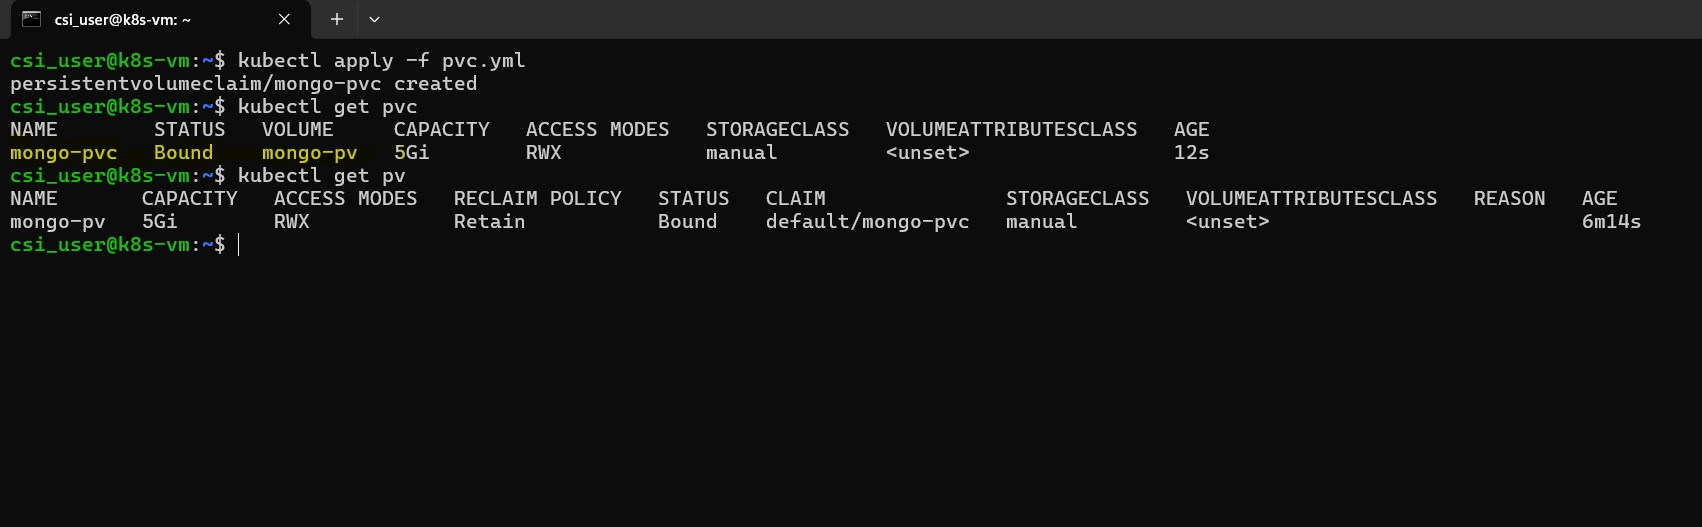 csi_user@k8s-vm: ~
csi_user@k8s-vm:~$ kubectl apply -f pvc.yml
persistentvolumeclaim/mongo-pvc created
csi_user@k8s-vm:~$ kubectl get pvc
NAME        STATUS   VOLUME     CAPACITY   ACCESS MODES   STORAGECLASS   VOLUMEATTRIBUTESCLASS   AGE
mongo-pvc   Bound    mongo-pv   5Gi        RWX            manual         <unset>                 12s
csi_user@k8s-vm:~$ kubectl get pv
NAME       CAPACITY   ACCESS MODES   RECLAIM POLICY   STATUS   CLAIM               STORAGECLASS   VOLUMEATTRIBUTESCLASS   REASON   AGE
mongo-pv   5Gi        RWX            Retain           Bound    default/mongo-pvc   manual         <unset>                          6m14s
csi_user@k8s-vm:~$